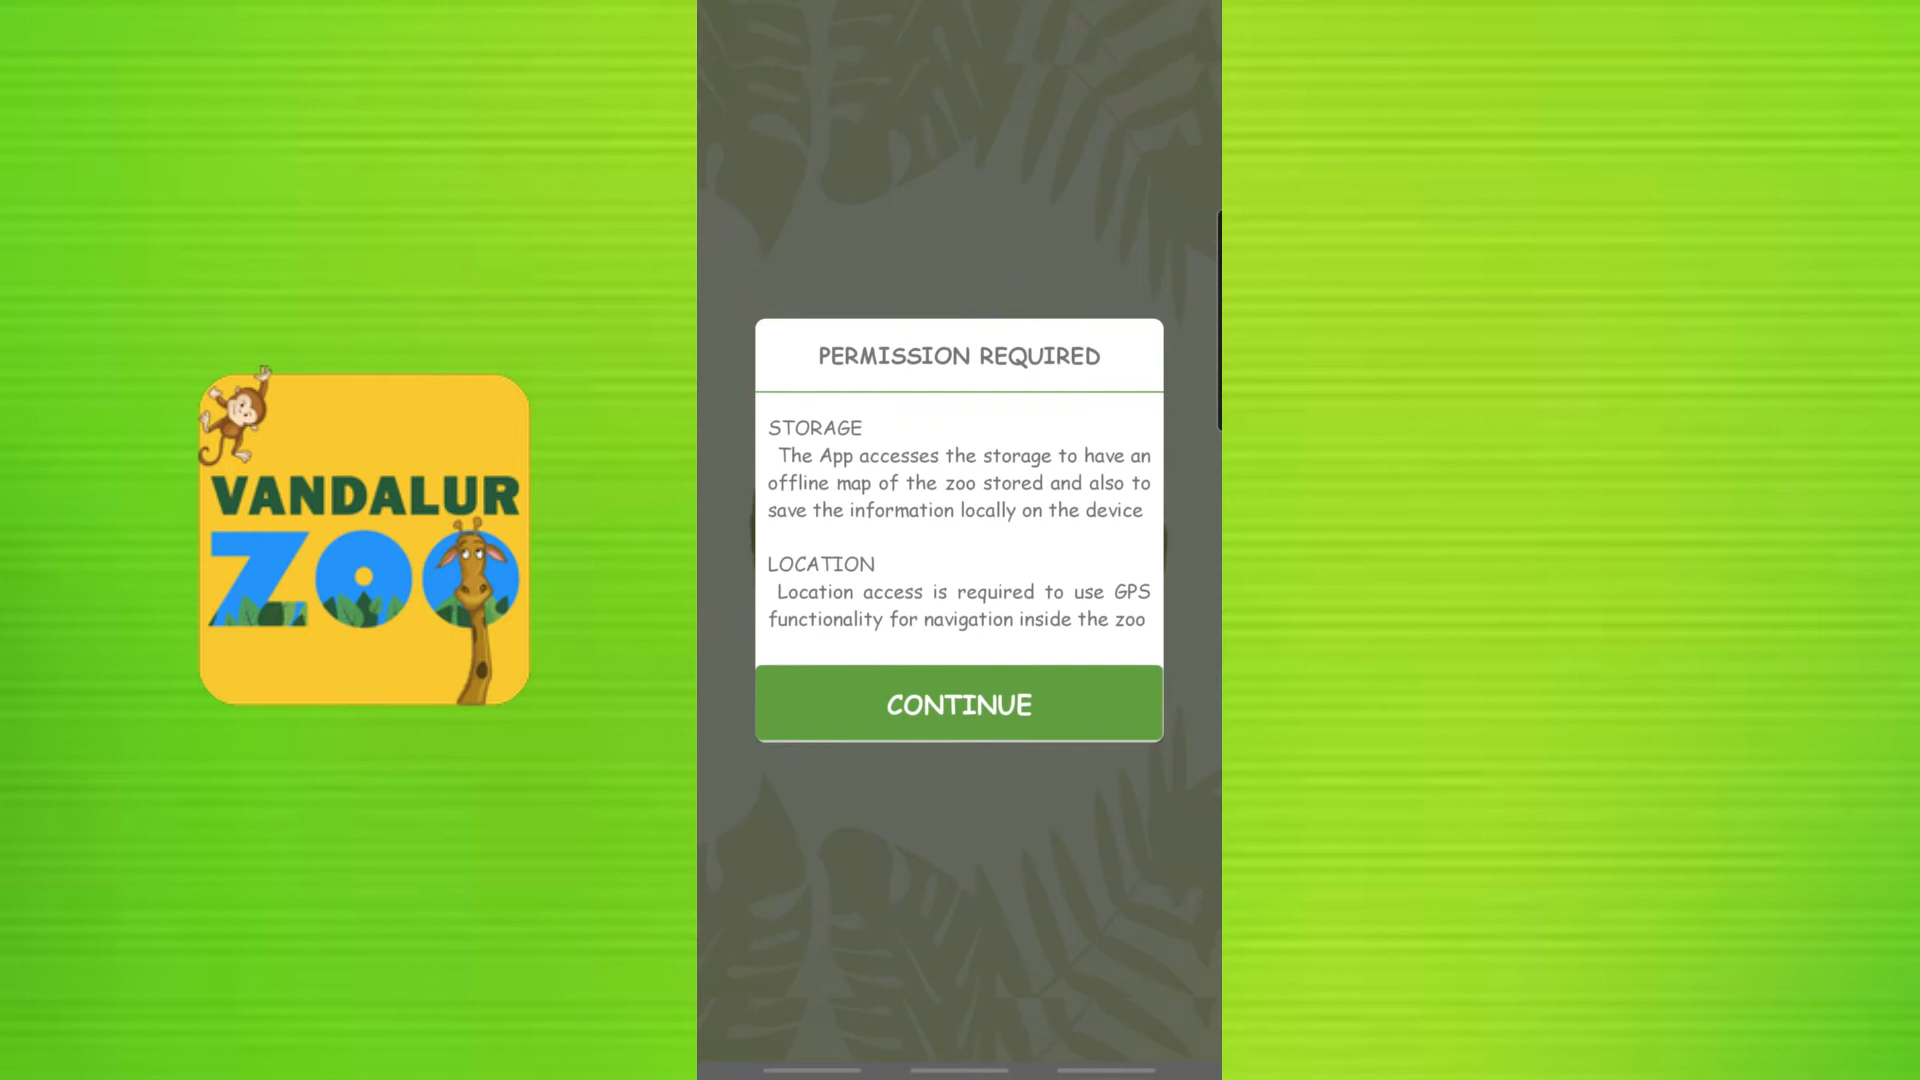 VANDALUR
ZOO
PERMISSION REQUIRED
STORAGE
The App accesses the storage to have an
offline map of the zoo stored and also to
save the information locally on the device
LOCATION
Location access is required to use GPS
functionality for navigation inside the zoo
CONTINUE